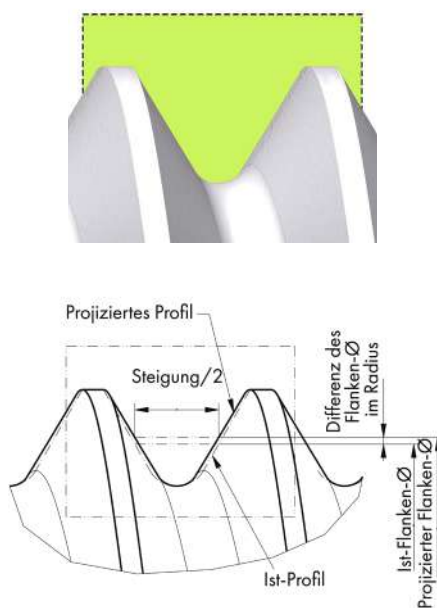 Projiziertes Profil
Steigung/2
Differenz des
Flanken-Ø
im Radius
Ist-Profil
Ist-Flanken-Ø
Projizierter Flanken-Ø